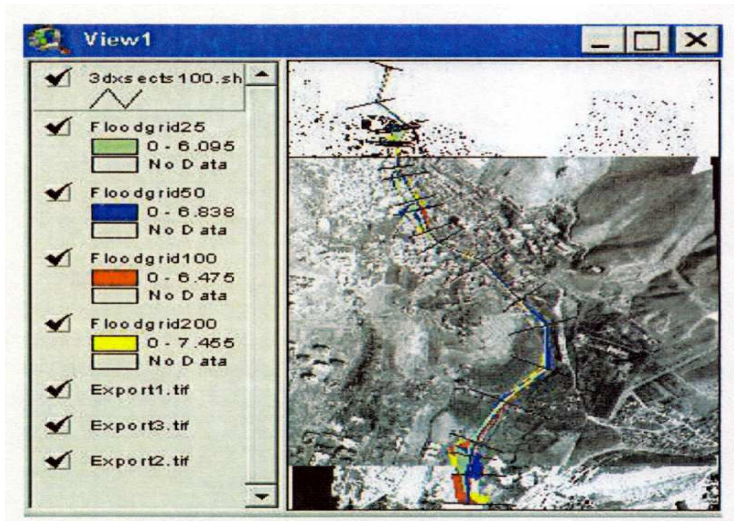 View1
3dxsects100.sh
Floodgrid25
0 - 6.095
No Data
Floodgrid50
0 - 6.838
No Data
Floodgrid100
0 - 6.475
No Data
Floodgrid200
0 - 7.455
No Data
Export1.tif
Export3.tif
Export2.tif